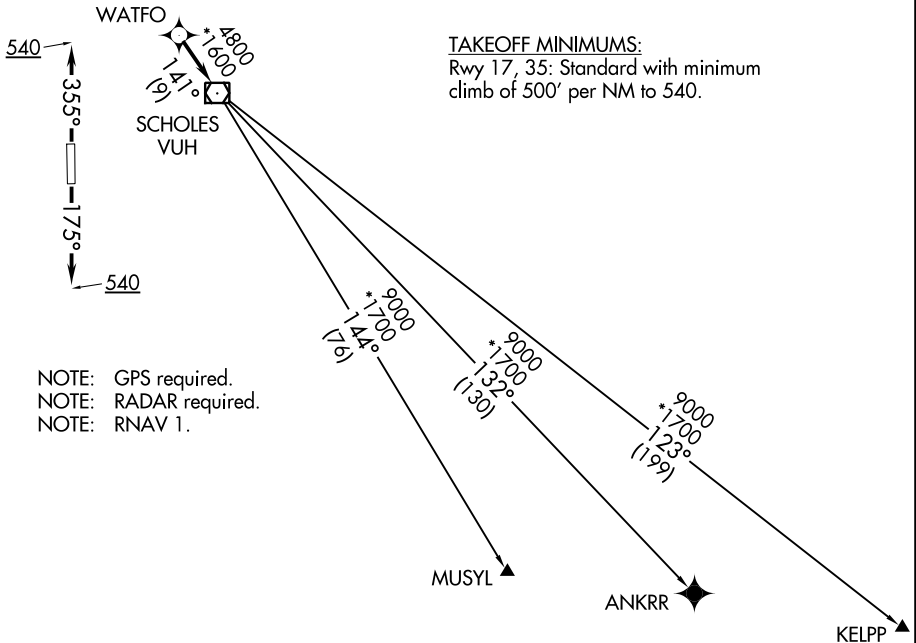 WATFO
540
4800
*1600
141°
(9)
355°
SCHOLES
VUH
TAKEOFF MINIMUMS:
Rwy 17, 35: Standard with minimum
climb of 500' per NM to 540.
175°
540
9000
*1700
144°
(76)
9000
*1700
132°
(130)
9000
*1700
123°
(199)
NOTE: GPS required.
NOTE: RADAR required.
NOTE: RNAV 1.
MUSYL
ANKRR
KELPP